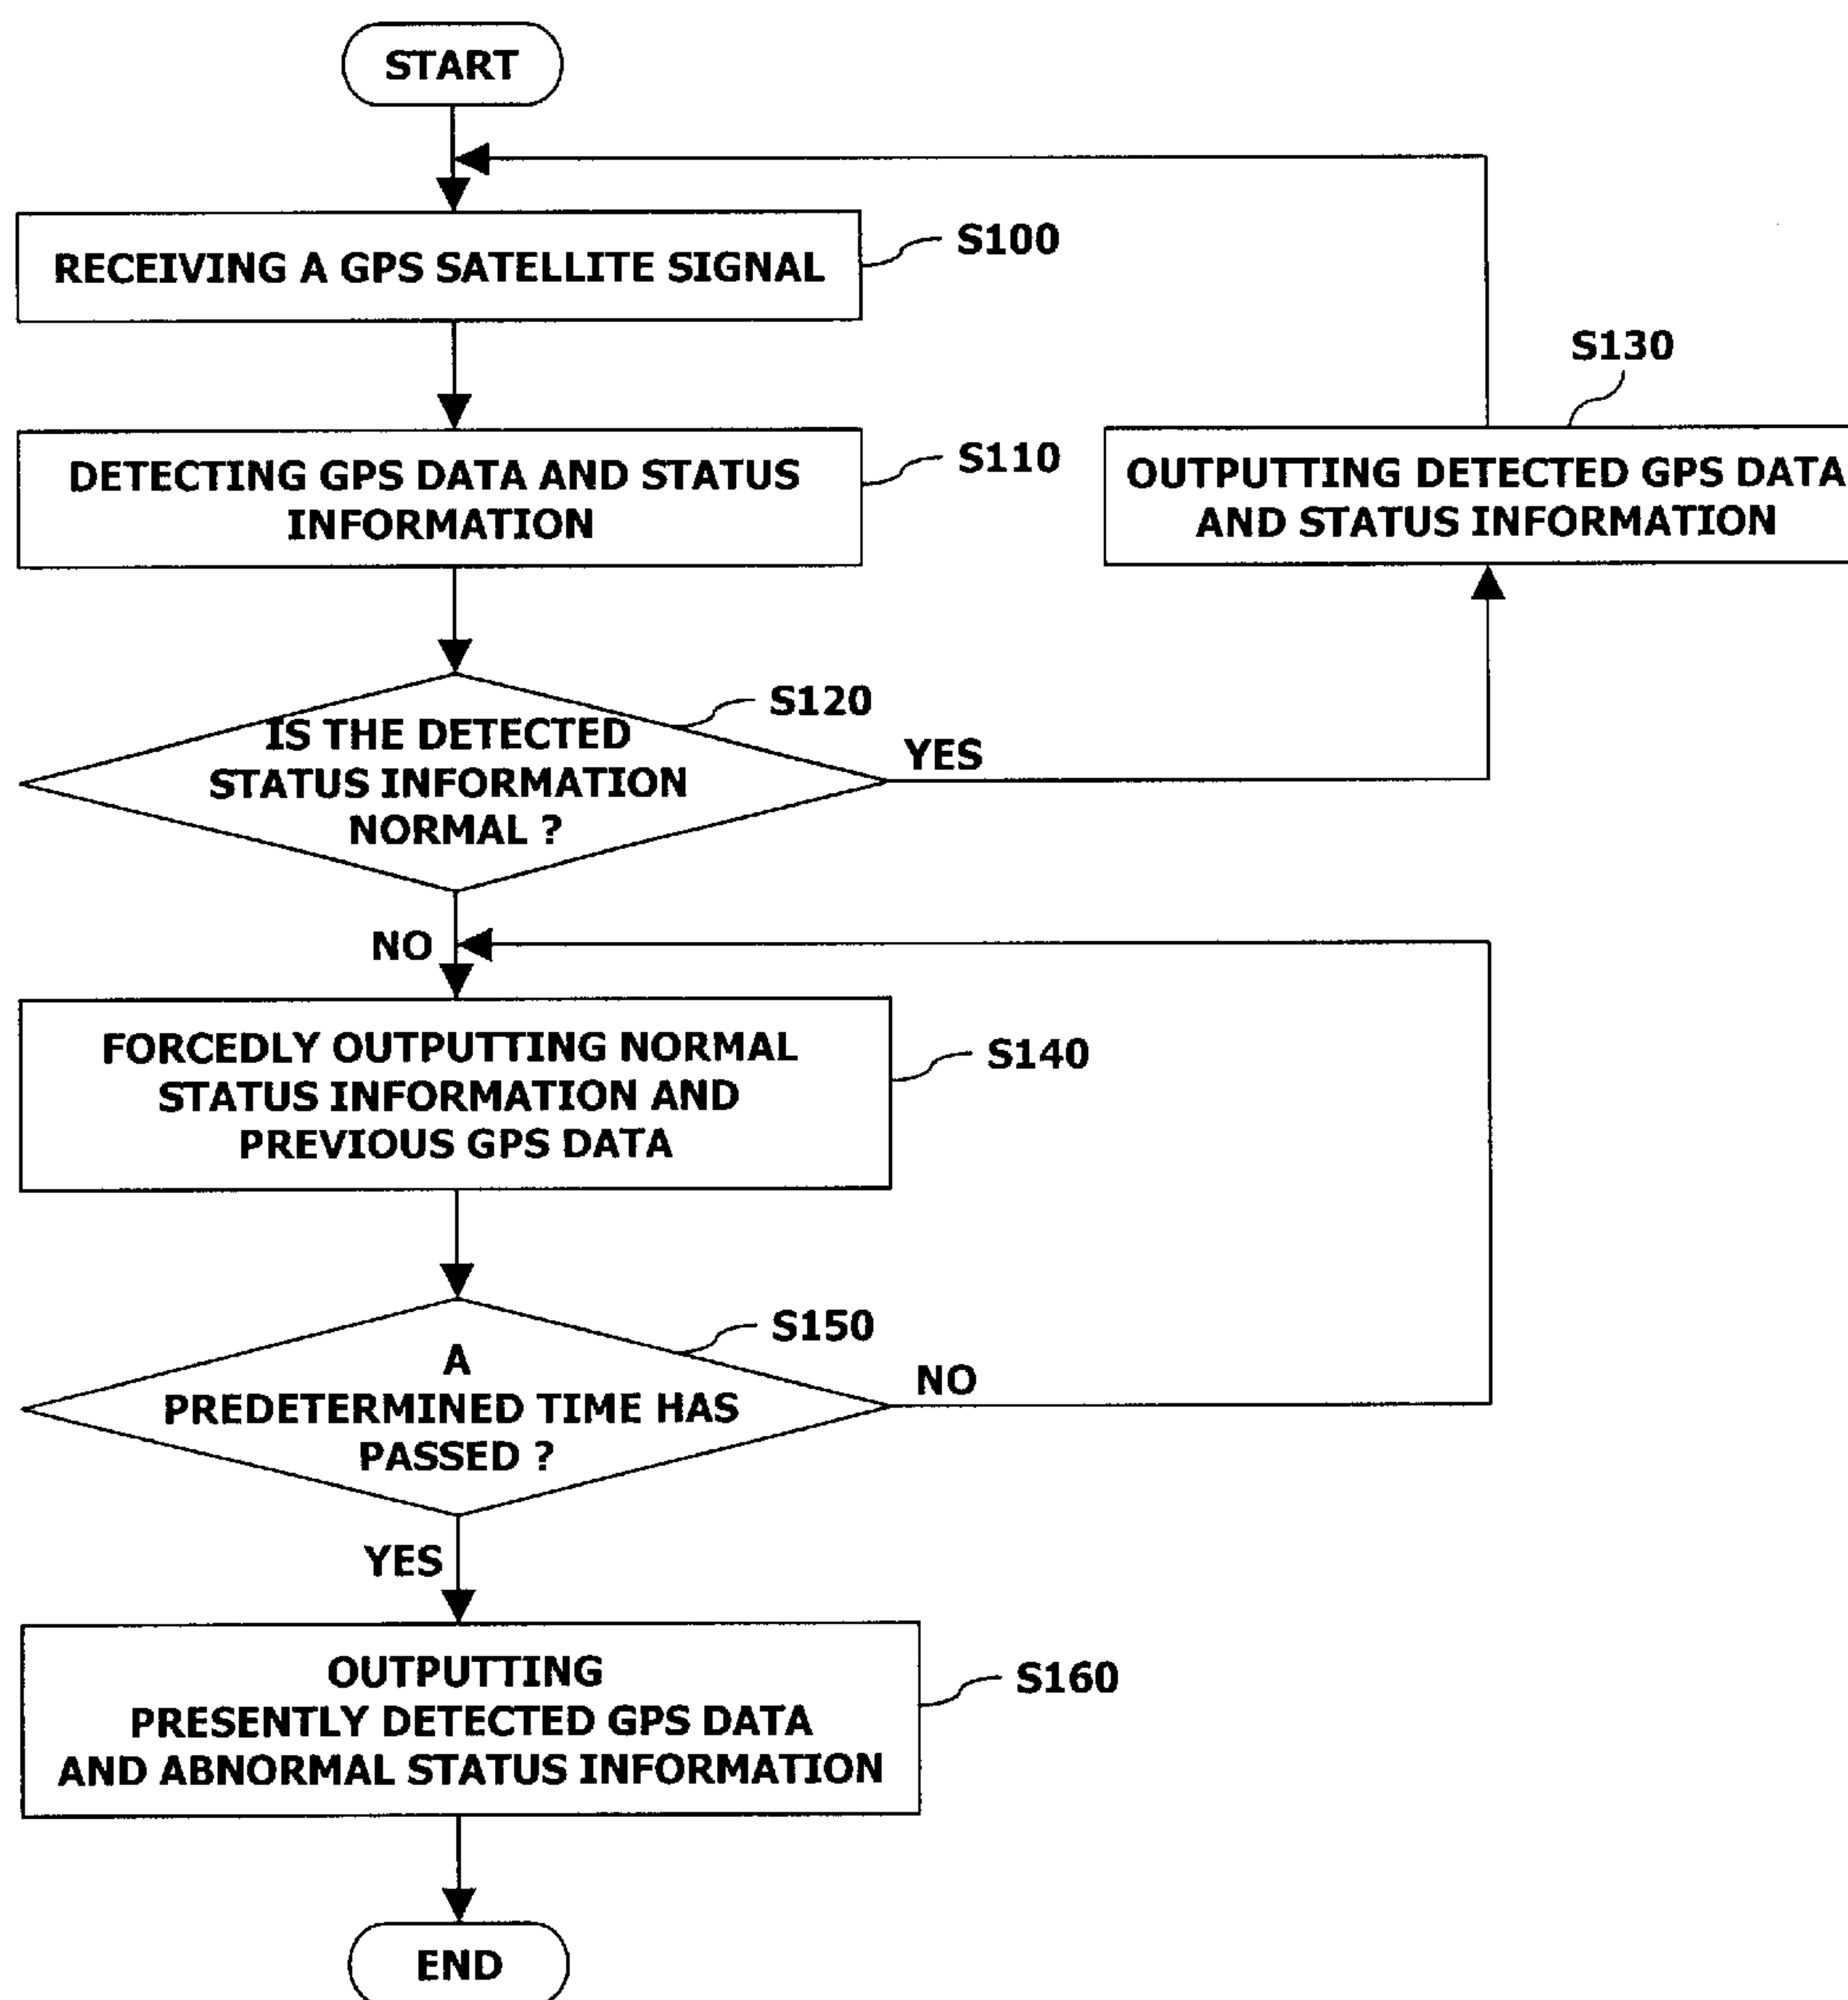 START
RECEIVING A GPS SATELLITE SIGNAL
S100
DETECTING GPS DATA AND STATUS
INFORMATION
S110
S130
OUTPUTTING DETECTED GPS DATA
AND STATUS INFORMATION
IS THE DETECTED
STATUS INFORMATION
NORMAL ?
S120
YES
NO
FORCEDLY OUTPUTTING NORMAL
STATUS INFORMATION AND
PREVIOUS GPS DATA
S140
A
PREDETERMINED TIME HAS
PASSED ?
S150
NO
YES
OUTPUTTING
PRESENTLY DETECTED GPS DATA
AND ABNORMAL STATUS INFORMATION
S160
END